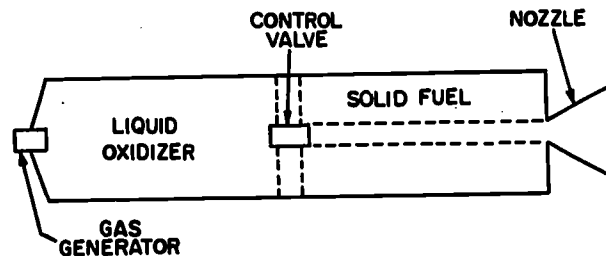 CONTROL
VALVE
NOZZLE
SOLID FUEL
LIQUID
OXIDIZER
GAS
GENERATOR